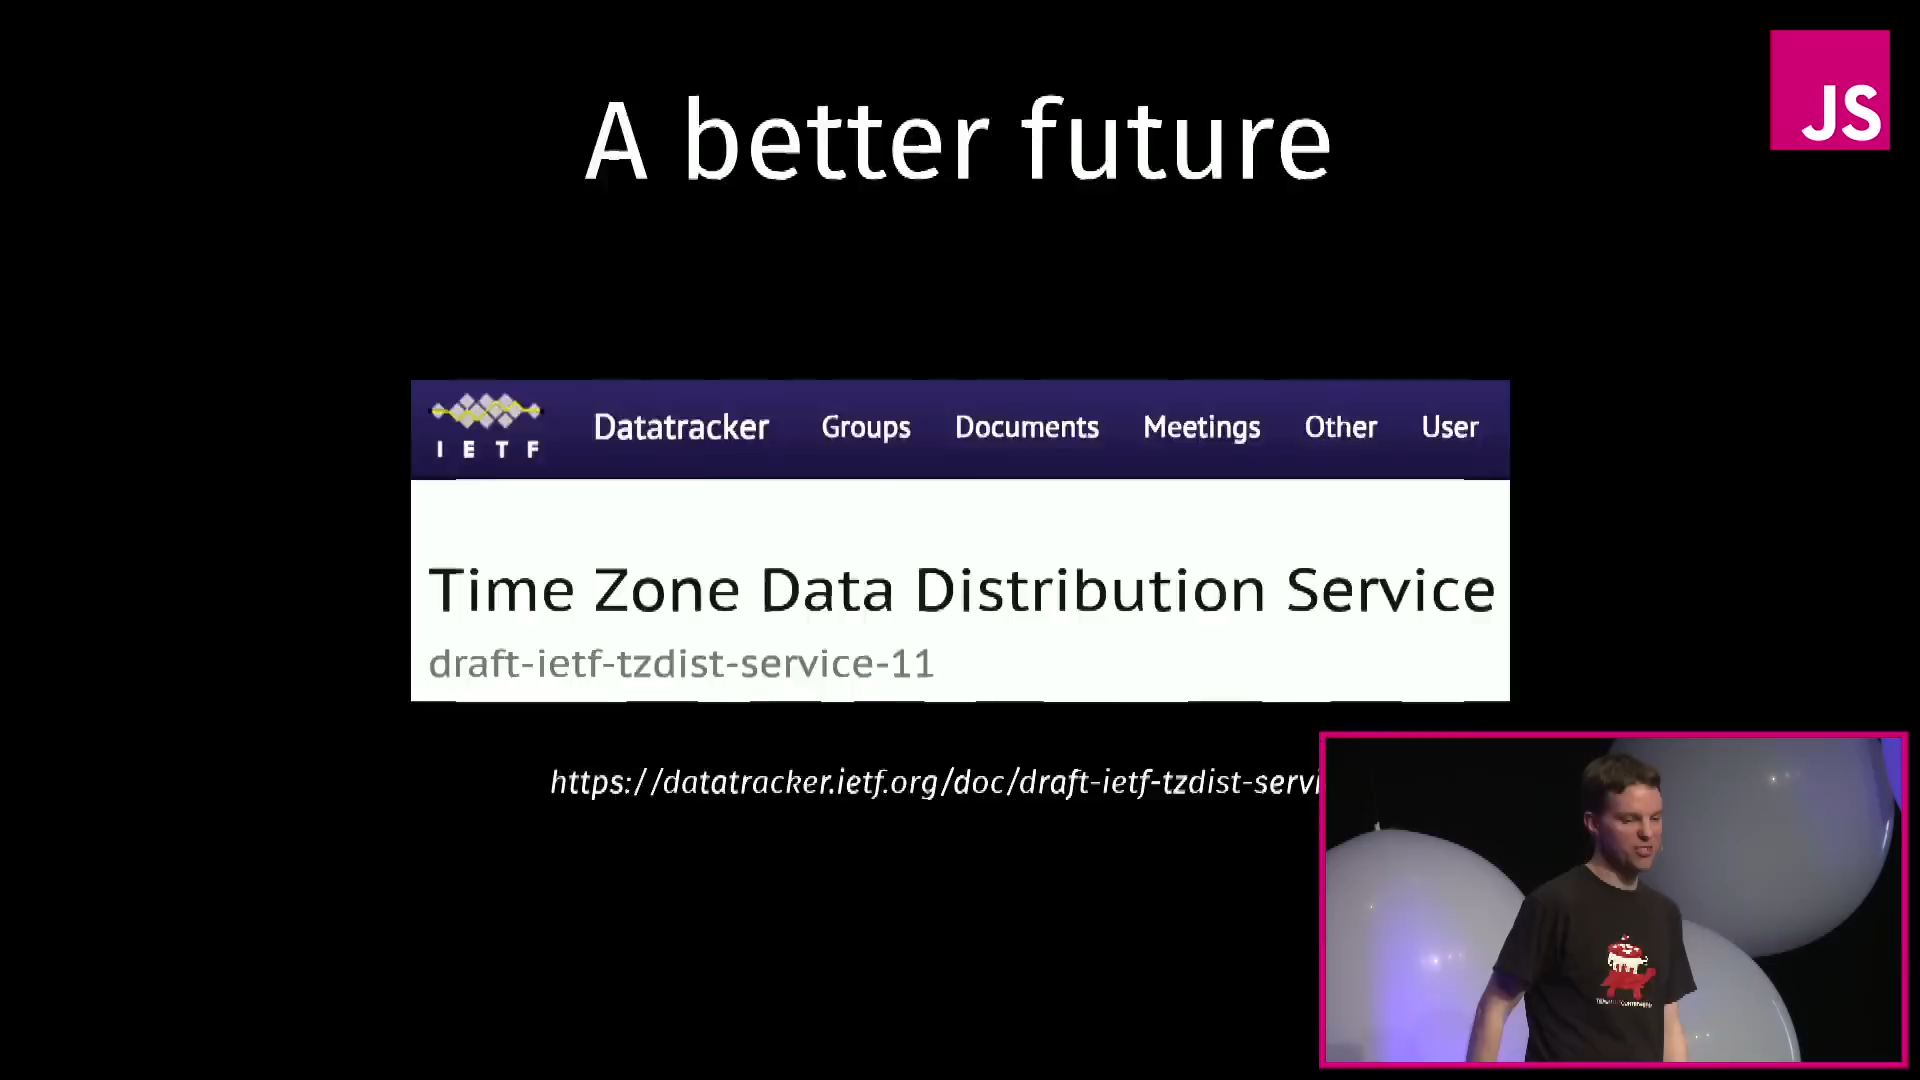 A better future
JS
IETF
Datatracker Groups Documents Meetings Other User
Time Zone Data Distribution Service
draft-ietf-tzdist-service-11
https://datatracker.ietf.org/doc/draft-ietf-tzdist-servi